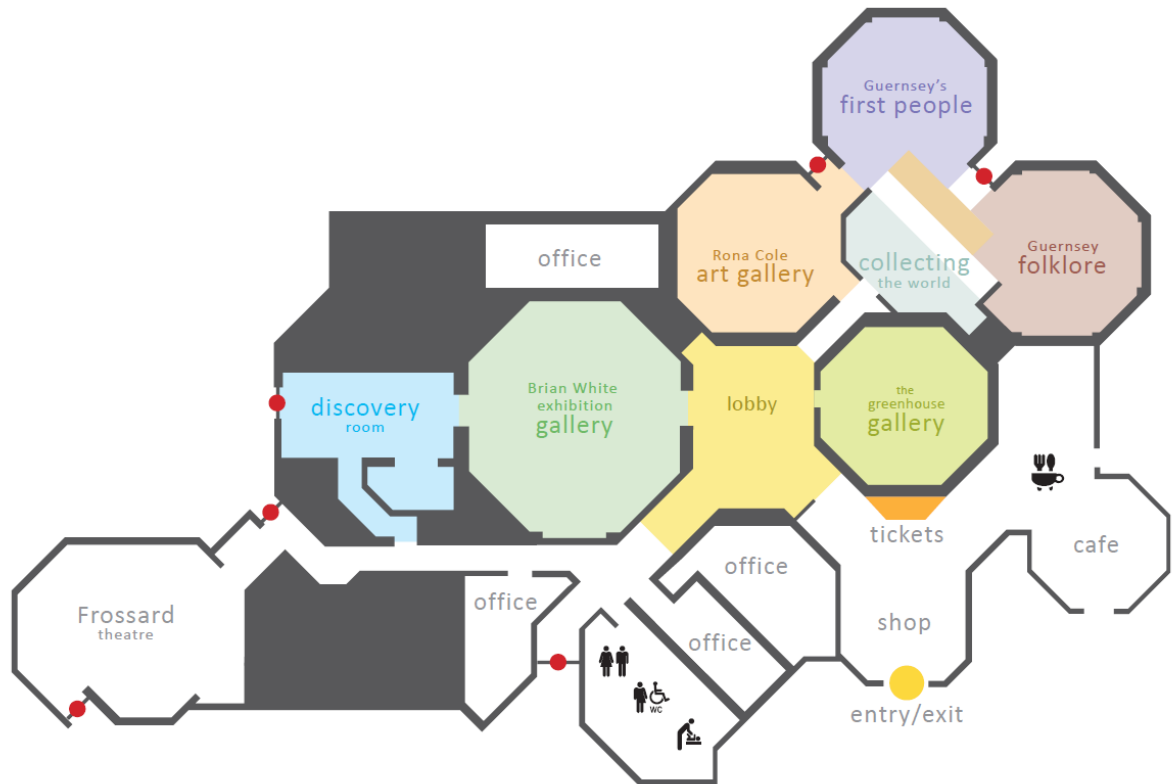 Guernsey's
first people
office
Rona Cole
art gallery
collecting
the world
Guernsey
folklore
discovery
room
Brian White
exhibition
gallery
lobby
the
greenhouse
gallery
tickets
cafe
office
office
office
Frossard
theatre
shop
WC
entry/exit